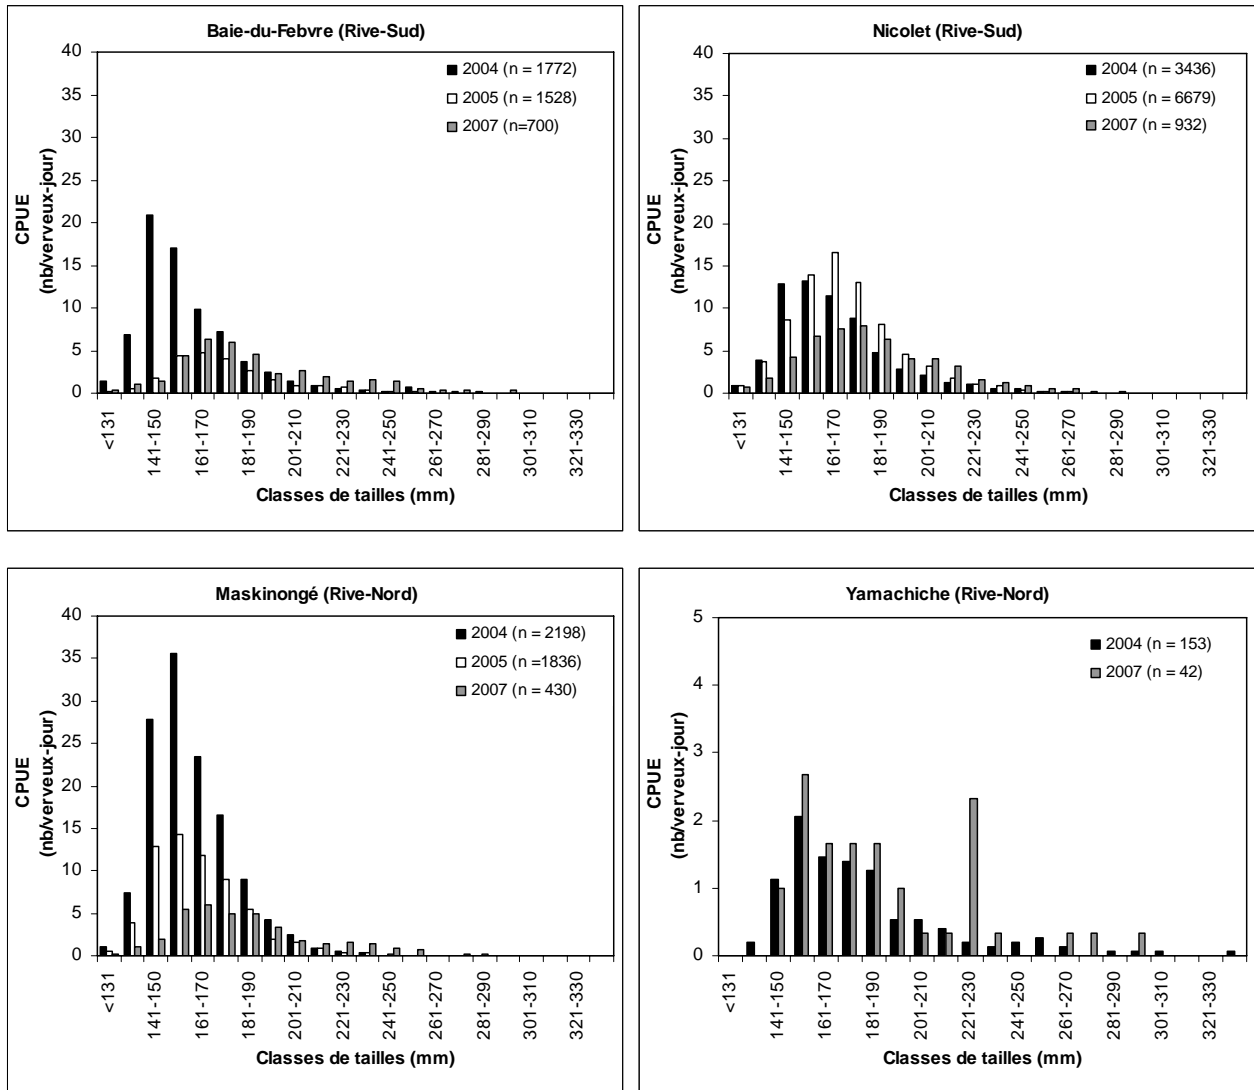 Baie-du-Febvre (Rive-Sud)
40
35
30
25
20
15
10
5
0
CPUE
(nb/verveux-jour)
2004 (n = 1772)
2005 (n = 1528)
2007 (n=700)
<131
141-150
161-170
181-190
201-210
221-230
241-250
261-270
281-290
301-310
321-330
Classes de tailles (mm)
Nicolet (Rive-Sud)
40
35
30
25
20
15
10
5
0
CPUE
(nb/verveux-jour)
2004 (n = 3436)
2005 (n = 6679)
2007 (n = 932)
<131
141-150
161-170
181-190
201-210
221-230
241-250
261-270
281-290
301-310
321-330
Classes de tailles (mm)
Maskinongé (Rive-Nord)
40
35
30
25
20
15
10
5
0
CPUE
(nb/verveux-jour)
2004 (n = 2198)
2005 (n =1836)
2007 (n = 430)
<131
141-150
161-170
181-190
201-210
221-230
241-250
261-270
281-290
301-310
321-330
Classes de tailles (mm)
Yamachiche (Rive-Nord)
5
4
3
2
1
0
CPUE
(nb/verveux-jour)
2004 (n = 153)
2007 (n = 42)
<131
141-150
161-170
181-190
201-210
221-230
241-250
261-270
281-290
301-310
321-330
Classes de tailles (mm)